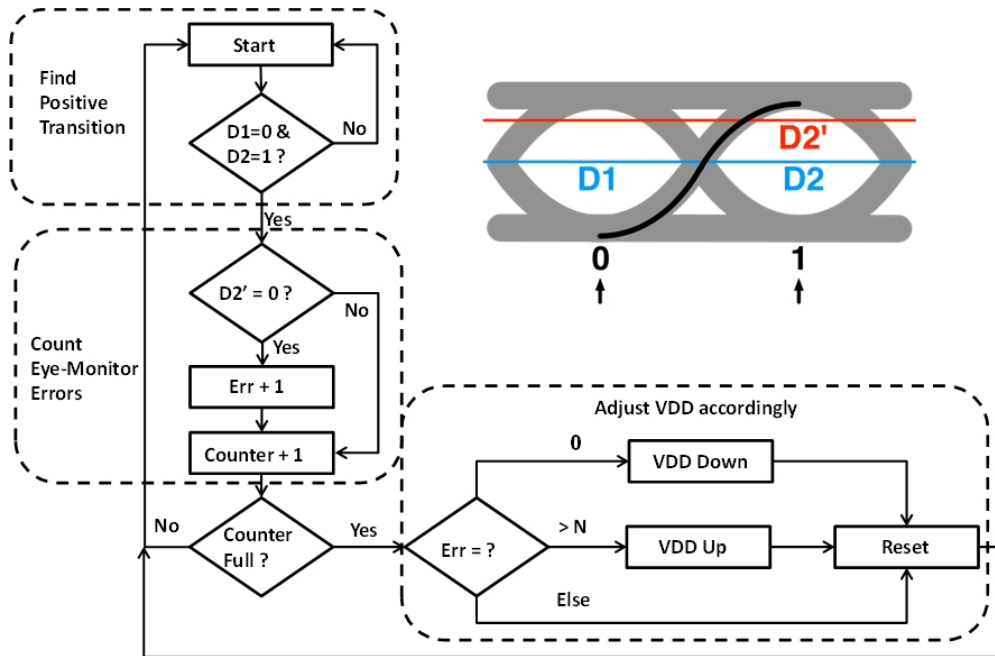 Start
Find
Positive
Transition
D1=0 &
D2=1 ?
No
Yes
D2'
D1
D2
0
1
D2' = 0 ?
No
Yes
Count
Eye-Monitor
Errors
Err + 1
Counter + 1
Adjust VDD accordingly
0
VDD Down
No
Counter
Full ?
Yes
Err = ?
> N
VDD Up
Reset
Else